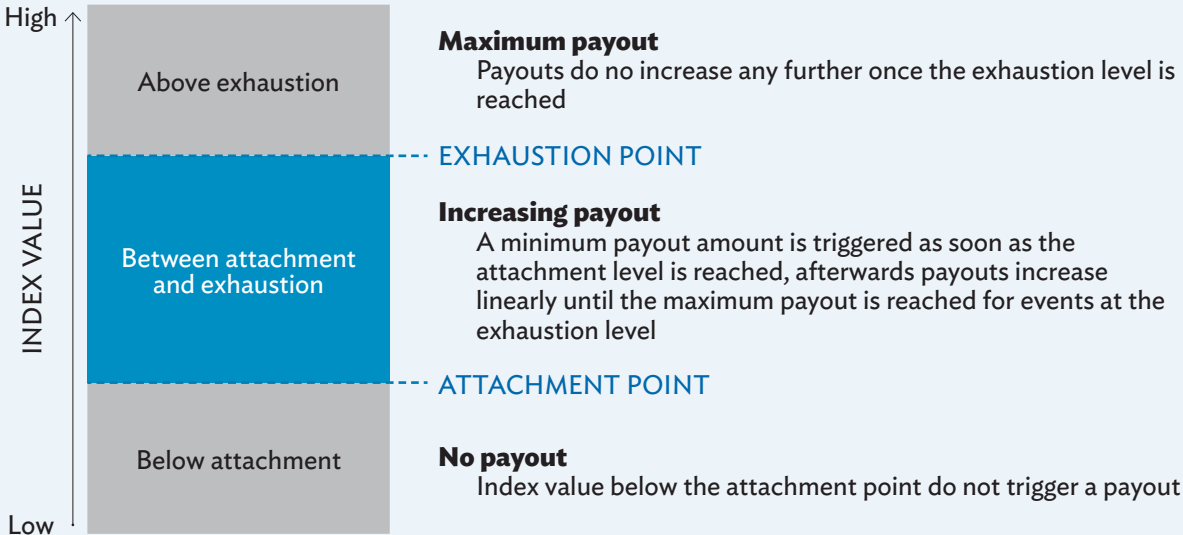 High
Maximum payout
Payouts do no increase any further once the exhaustion level is
reached
Above exhaustion
EXHAUSTION POINT
INDEX VALUE
Increasing payout
A minimum payout amount is triggered as soon as the
attachment level is reached, afterwards payouts increase
linearly until the maximum payout is reached for events at the
exhaustion level
Between attachment
and exhaustion
ATTACHMENT POINT
Below attachment
No payout
Index value below the attachment point do not trigger a payout
Low